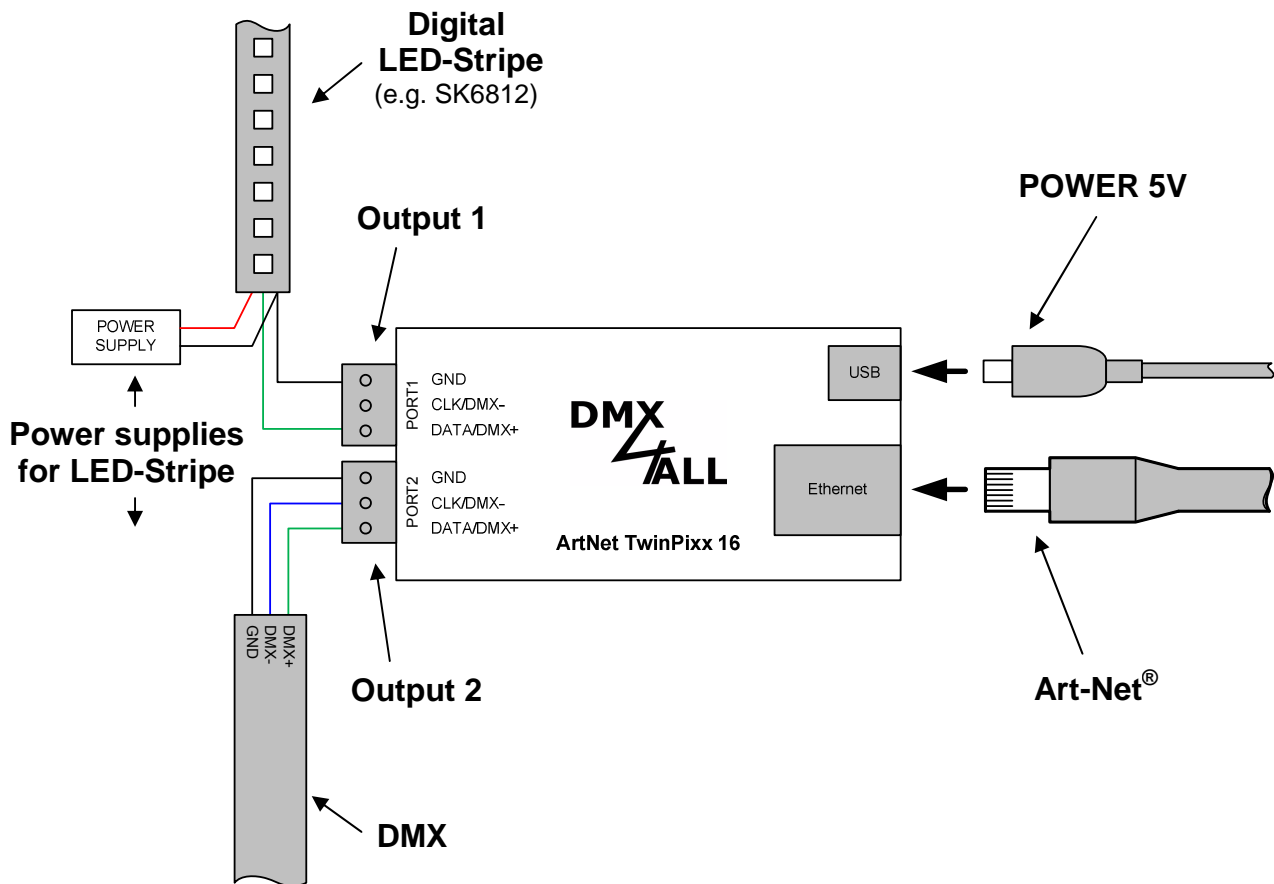 Digital
LED-Stripe
(e.g. SK6812)
POWER 5V
Output 1
POWER
SUPPLY
Power supplies
for LED-Stripe
PORT1
GND
CLK/DMX-
DATA/DMX+
PORT2
GND
CLK/DMX-
DATA/DMX+
DMX
4ALL
ArtNet TwinPixx 16
USB
Ethernet
Output 2
Art-Net®
GND
DMX-
DMX+
DMX